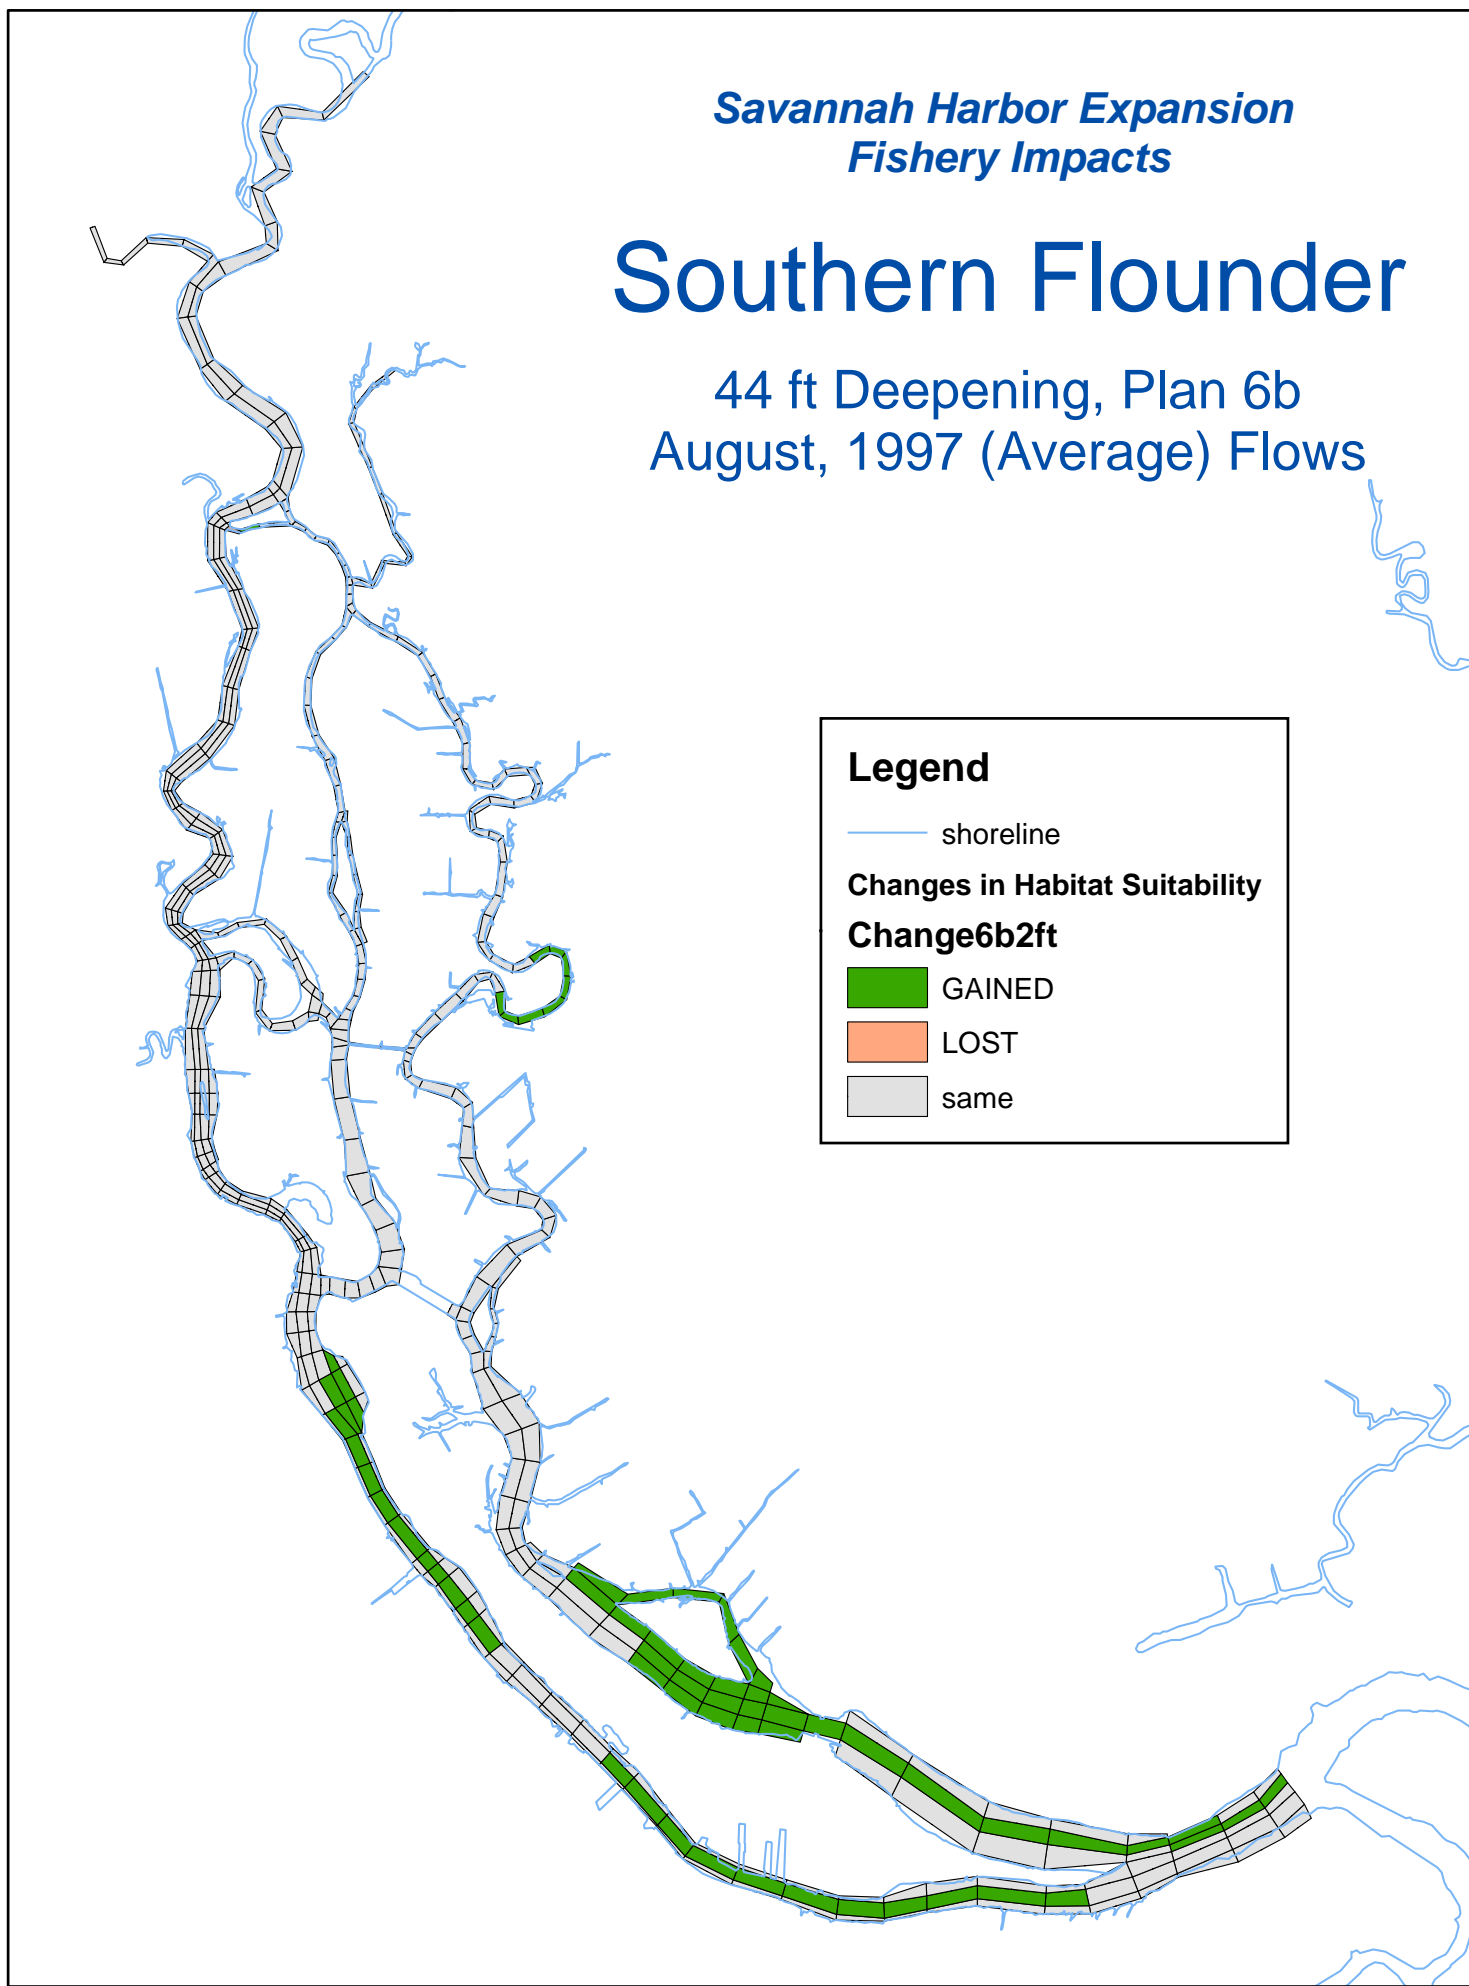 Savannah Harbor Expansion
Fishery Impacts
Southern Flounder
44 ft Deepening, Plan 6b
August, 1997 (Average) Flows
Legend
shoreline
Changes in Habitat Suitability
Change6b2ft
GAINED
LOST
same